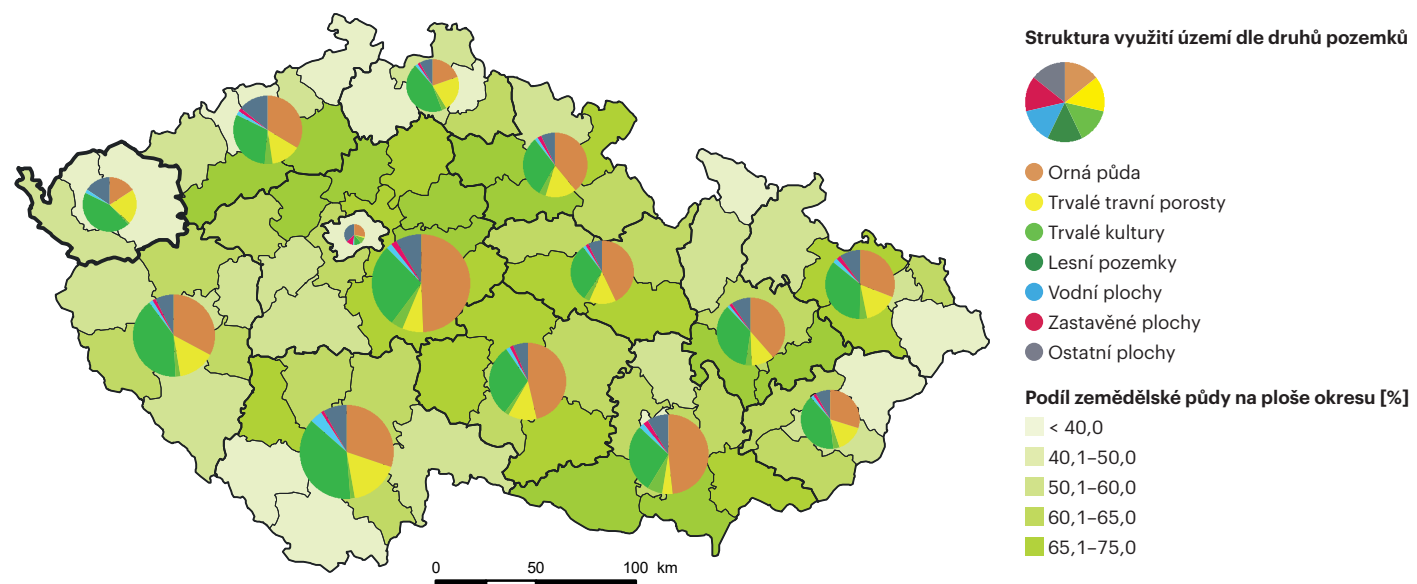 Struktura využití území dle druhů pozemků
Orná půda
Trvalé travní porosty
Trvalé kultury
Lesní pozemky
Vodní plochy
Zastavěné plochy
Ostatní plochy
Podíl zemědělské půdy na ploše okresu [%]
< 40,0
40,1–50,0
50,1–60,0
60,1–65,0
65,1–75,0
0 50 100 km